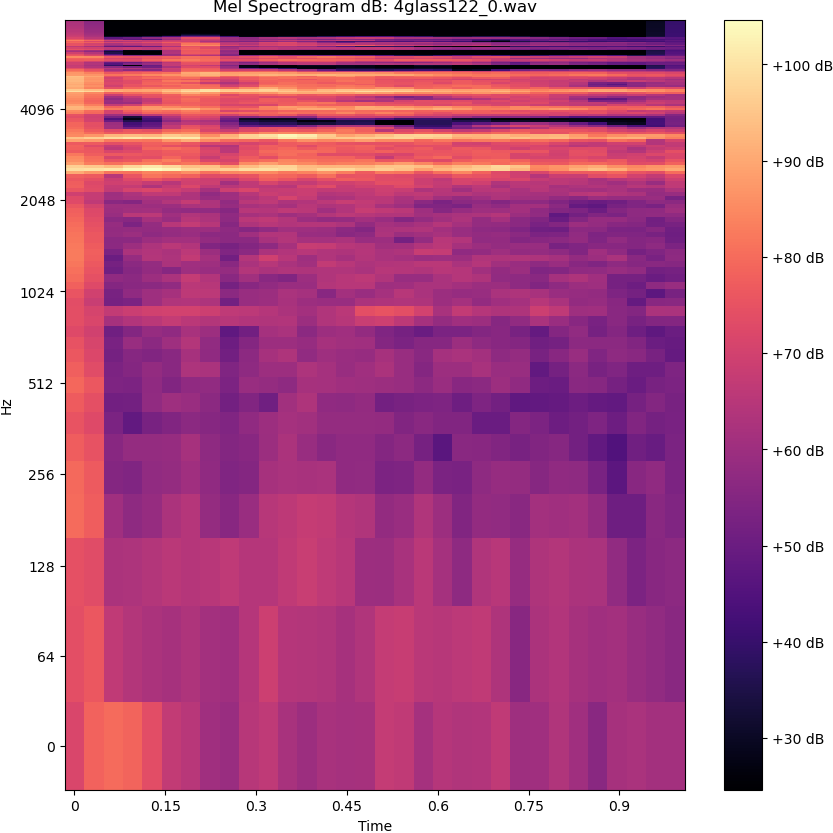 Mel Spectrogram dB: 4glass122_0.wav
+100 dB
4096
+90 dB
2048
+80 dB
1024
+70 dB
512
Hz
+60 dB
256
+50 dB
128
64
+40 dB
0
+30 dB
0 0.15 0.3 0.45 0.6 0.75 0.9
Time